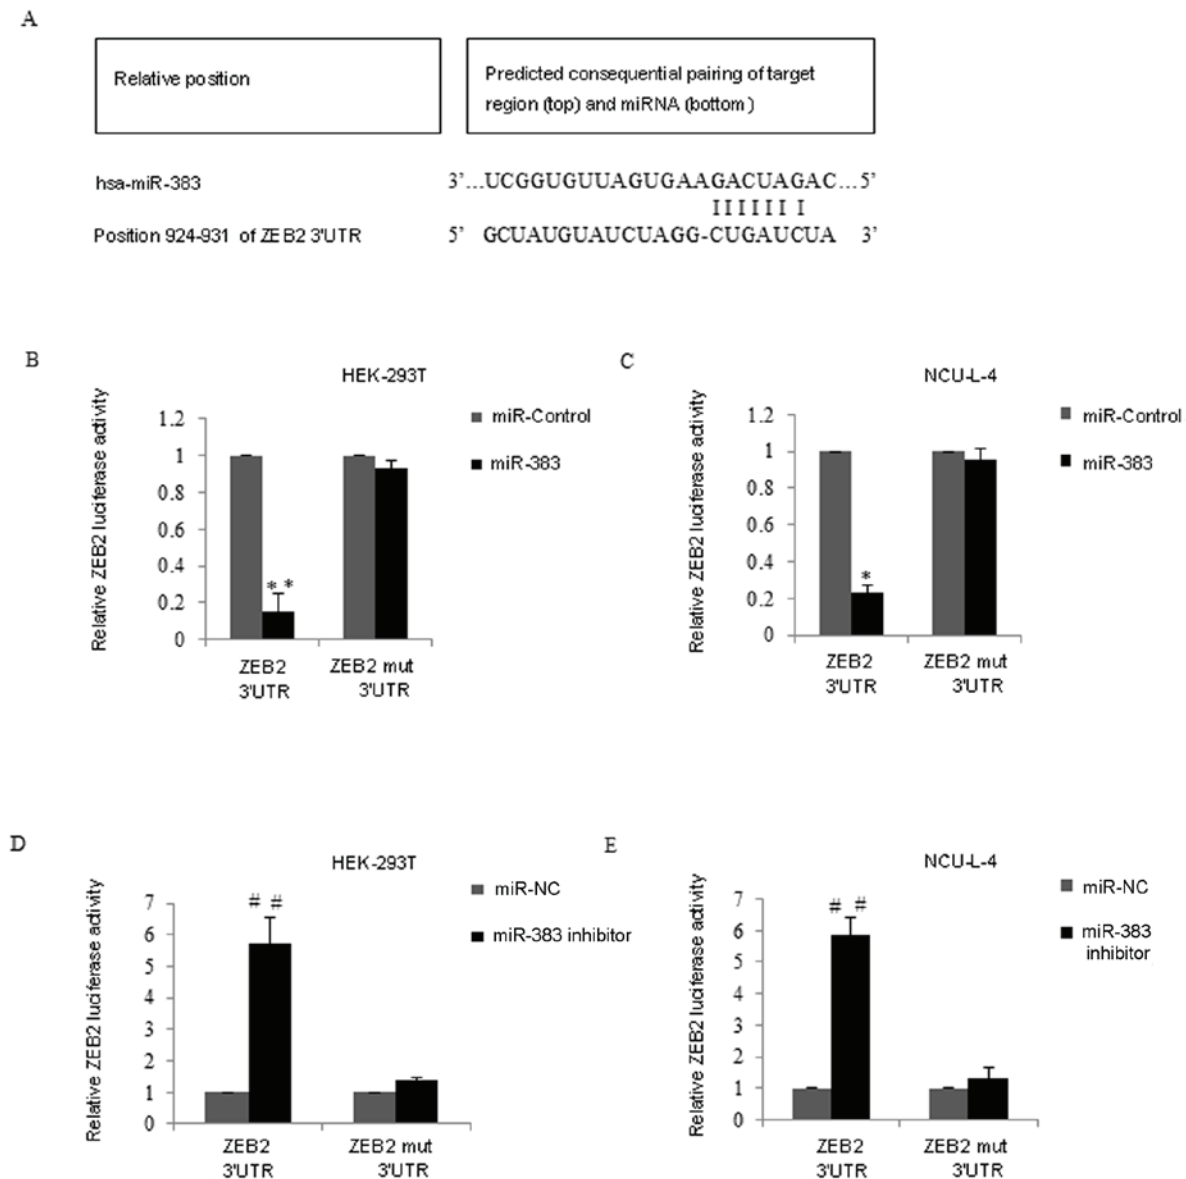 A
Relative position
Predicted consequential pairing of target
region (top) and miRNA (bottom)
hsa-miR-383 3'...UCGGUGUUAGUGAAGACUAGAC...5'
IIIIII I
Position 924-931 of ZEB2 3'UTR 5' GCUAUGUAUCUAGG-CUGAUCUA 3'
B
HEK-293T
Relative ZEB2 luciferase activity
1.2
1
0.8
0.6
0.4
0.2
0
* *
miR-Control
miR-383
ZEB2
3'UTR
ZEB2 mut
3'UTR
C
NCU-L-4
Relative ZEB2 luciferase activity
1.2
1
0.8
0.6
0.4
0.2
0
*
miR-Control
miR-383
ZEB2
3'UTR
ZEB2 mut
3'UTR
D
HEK-293T
Relative ZEB2 luciferase activity
7
6
5
4
3
2
1
0
# #
miR-NC
miR-383 inhibitor
ZEB2
3'UTR
ZEB2 mut
3'UTR
E
NCU-L-4
Relative ZEB2 luciferase activity
7
6
5
4
3
2
1
0
# #
miR-NC
miR-383
inhibitor
ZEB2
3'UTR
ZEB2 mut
3'UTR